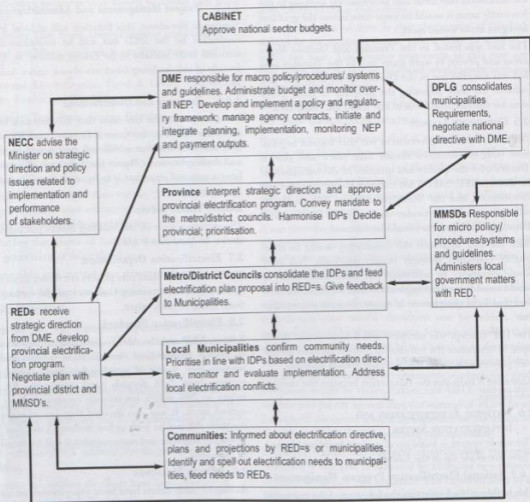 CABINET
Approve national sector budgets.
DME responsible for macro policy/procedures/ systems
and guidelines. Administrate budget and monitor over-
all NEP. Develop and implement a policy and regulato-
ry framework; manage agency contracts, initiate and
integrate planning, implementation, monitoring NEP
and payment outputs.
DPLG consolidates
municipalities
Requirements,
negotiate national
directive with DME.
NECC advise the
Minister on strategic
direction and policy
issues related to
implementation and
performance
of stakeholders.
Province interpret strategic direction and approve
provincial electrification program. Convey mandate to
the metro/district councils. Harmonise IDPs Decide
provincial; prioritisation.
MMSDs Responsible
for micro policy/
procedures/systems
and guidelines.
Administers local
government matters
with RED.
Metro/District Councils consolidate the IDPs and feed
electrification plan proposal into RED=s. Give feedback
to Municipalities.
REDs receive
strategic direction
from DME, develop
provincial electrifica-
tion program.
Negotiate plan with
provincial district and
MMSD's.
Local Municipalities confirm community needs.
Prioritise in line with IDPs based on electrification direc-
tive, monitor and evaluate implementation. Address
local electrification conflicts.
Communities: Informed about electrification directive,
plans and projections by RED=s or municipalities.
Identify and spell out electrification needs to municipal-
ities, feed needs to REDs.